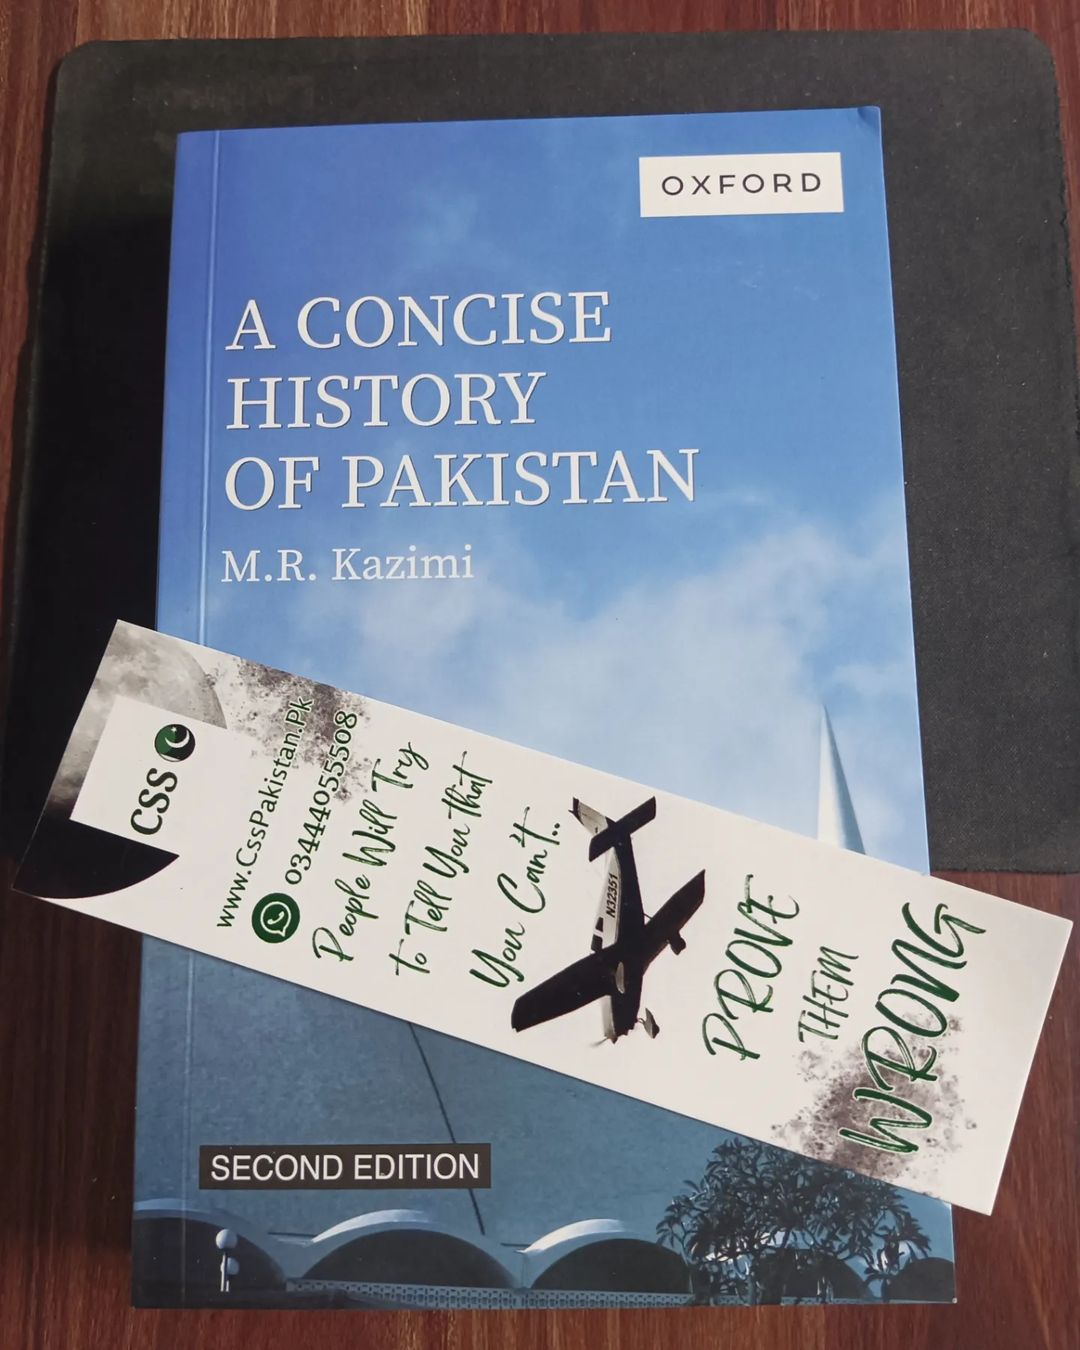 OXFORD
A CONCISE
HISTORY
OF PAKISTAN
M.R. Kazimi
CSS
www.CssPakistan.Pk
03444055508
People Will Try
to Tell You that
You Can't..
N32351
PROVE
THEM
WRONG
SECOND EDITION